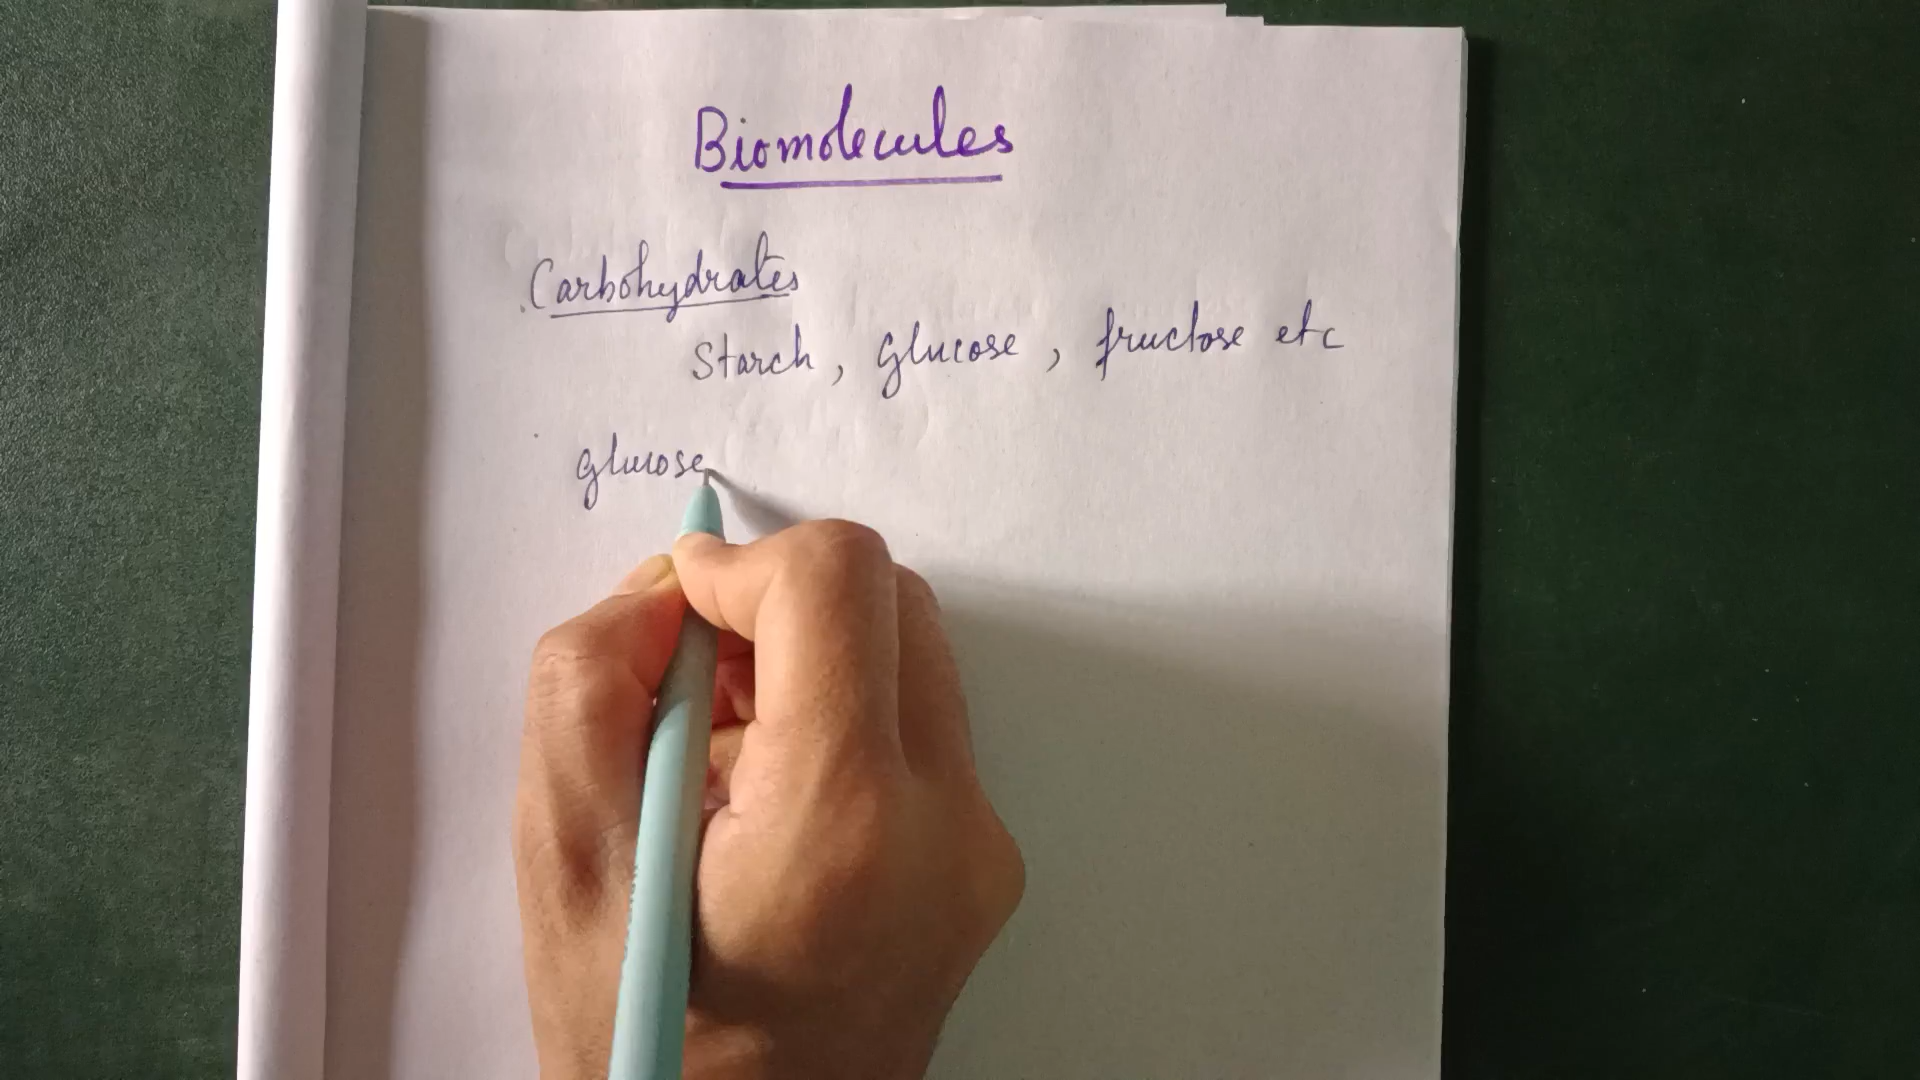 Biomolecules
Carbohydrates
Starch, Glucose, fructose etc
glucose